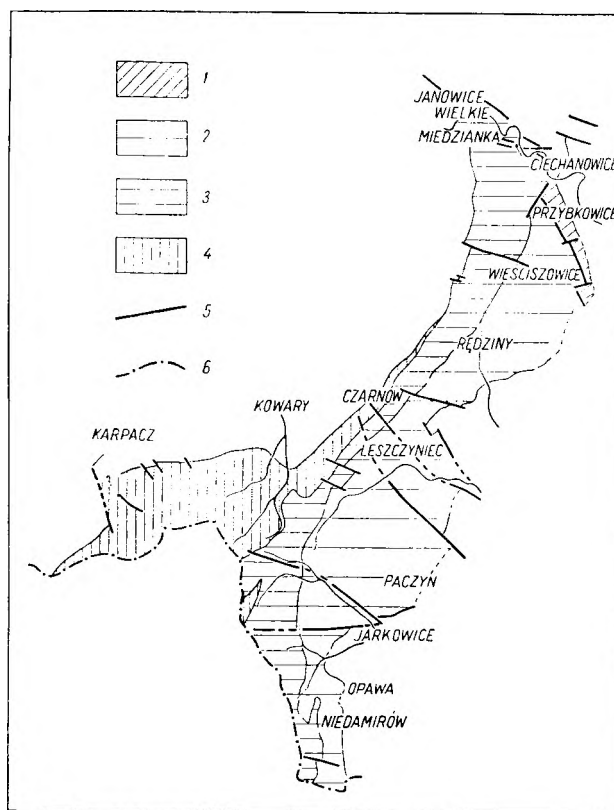 1
2
3
4
5
6
JANOWICE
WIELKIE
MIEDZIANKA
CIECHANOWICE
PRZYBKOWICE
WIEŚCISZOWICE
RĘDZINY
CZARNÓW
KOWARY
KARPACZ
LESZCZYNIEC
PACZYN
JARKOWICE
OPAWA
NIEDAMIRÓW